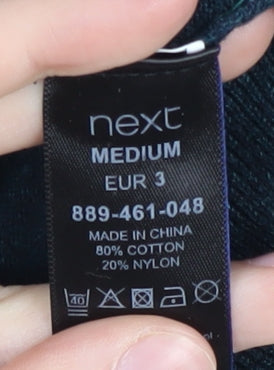 next
MEDIUM
EUR 3
889-461-048
MADE IN CHINA
80% COTTON
20% NYLON
40